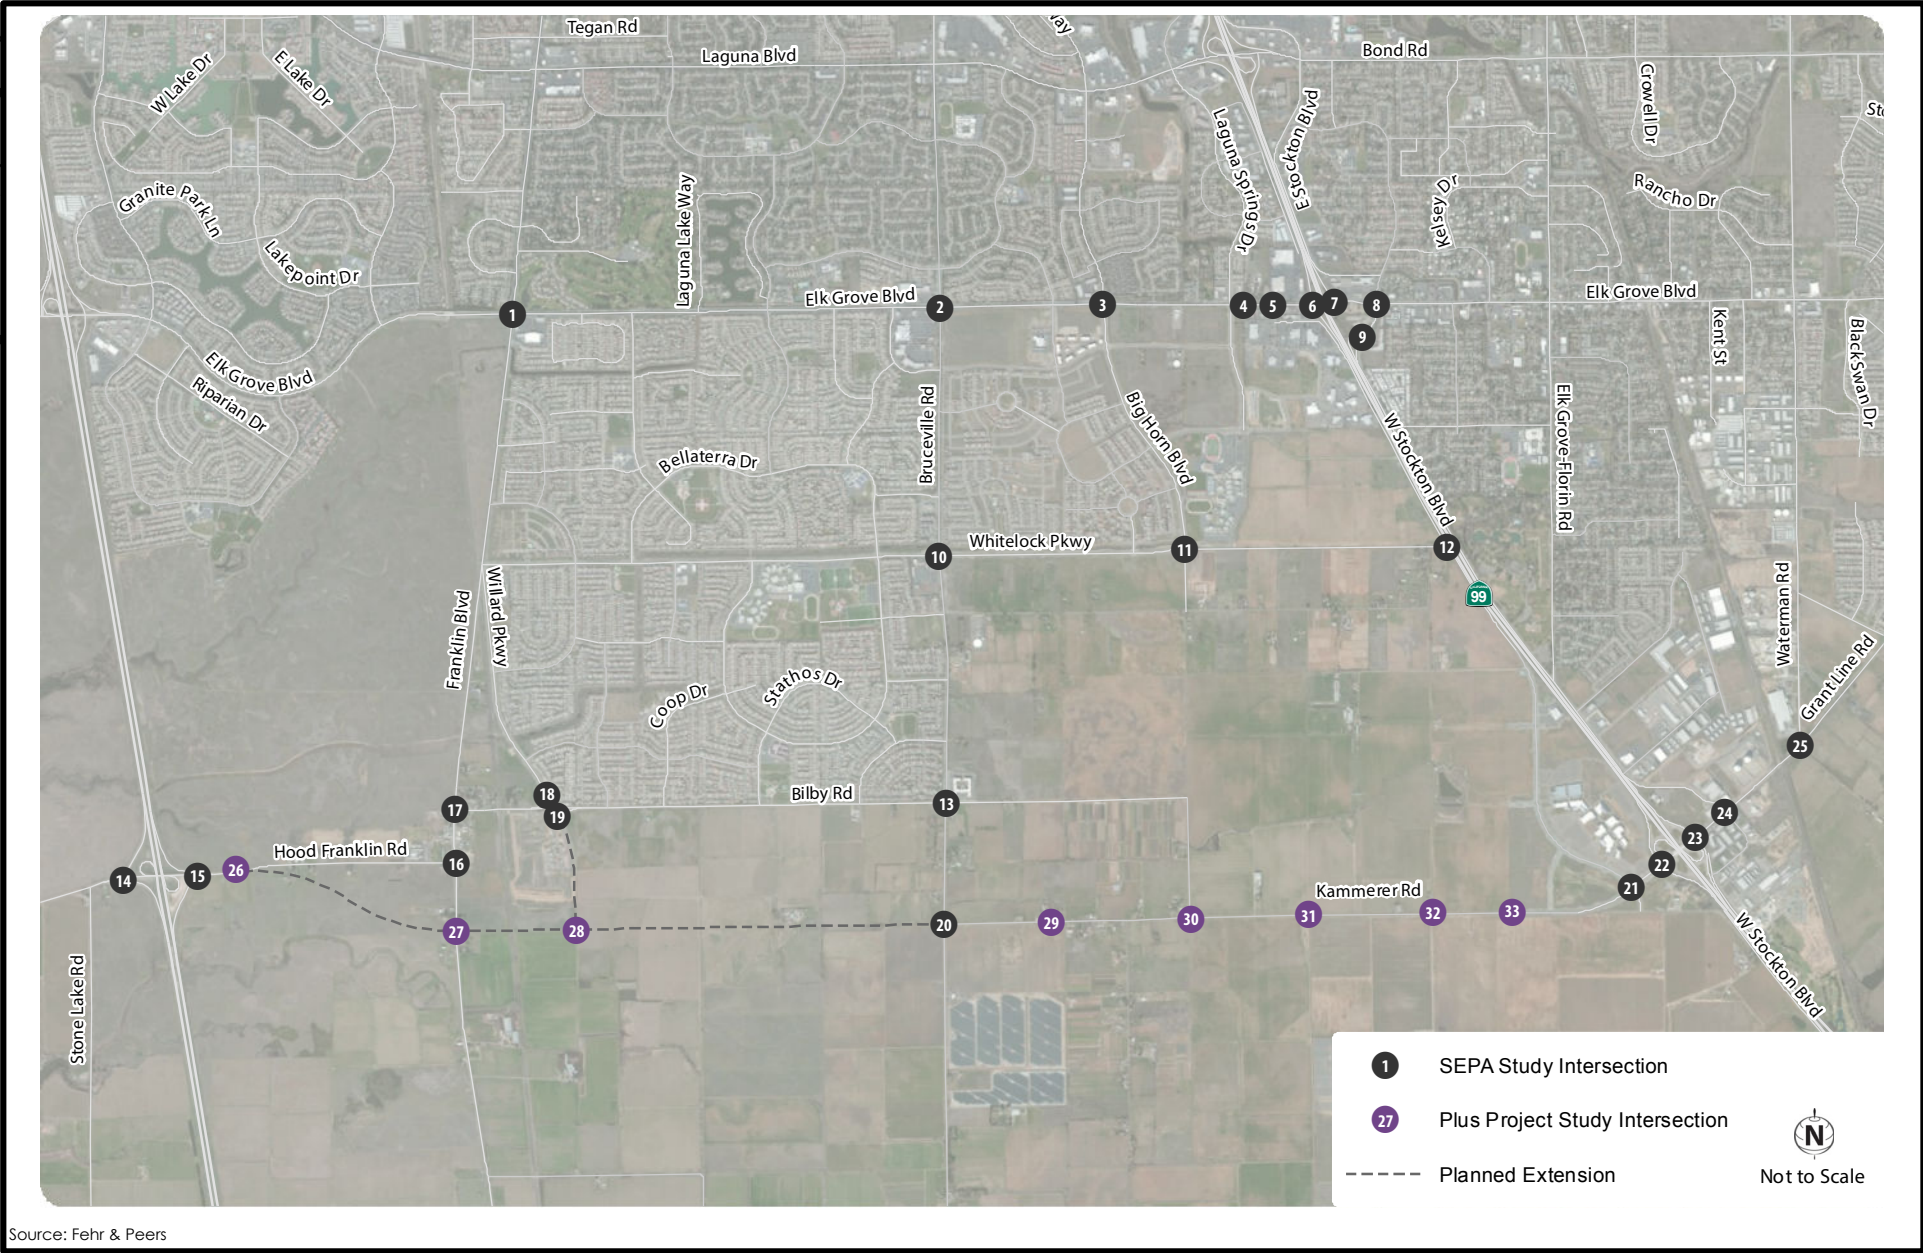 Tegan Rd
Laguna Blvd
way
Bond Rd
W Lake Dr
E Lake Dr
Crowell Dr
Laguna Springs Dr
E Stockton Blvd
Granite Park Ln
Lakepoint Dr
Laguna Lake Way
Kelsey Dr
Rancho Dr
Elk Grove Blvd
Elk Grove Blvd
1
2
3
4
5
6
7
8
9
Elk Grove Blvd
Riparian Dr
Kent St
Black Swan Dr
Bruceville Rd
Big Horn Blvd
W Stockton Blvd
Elk Grove-Florin Rd
Bellaterra Dr
Whitelock Pkwy
10
11
12
99
Franklin Blvd
Willard Pkwy
Waterman Rd
Grant Line Rd
Coop Dr
Stathos Dr
25
18
17
19
Bilby Rd
13
24
23
Hood Franklin Rd
16
22
14
15
26
21
Kammerer Rd
27
28
20
29
30
31
32
33
Stone Lake Rd
W Stockton Blvd
1 SEPA Study Intersection
27 Plus Project Study Intersection
Planned Extension
N
Not to Scale
Source: Fehr & Peers